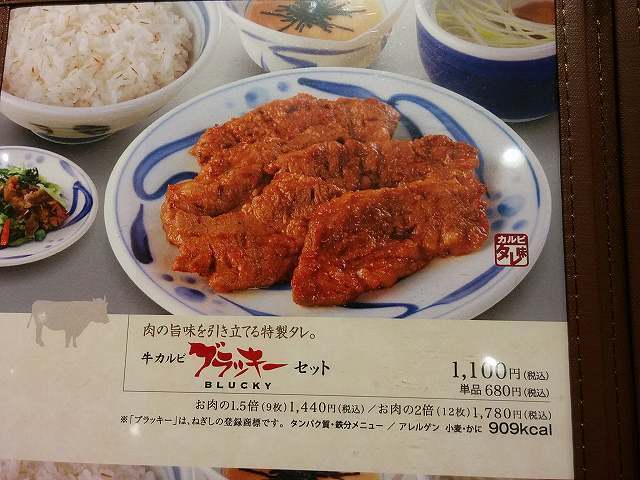 カルビ
タレ味
肉の旨味を引き立てる特製タレ。
牛カルビ ブラッキー セット
BLUCKY
1,100円(税込)
単品 680円(税込)
お肉の1.5倍(9枚)1,440円(税込)/お肉の2倍(12枚)1,780円(税込)
※「ブラッキー」は、ねぎしの登録商標です。 タンパク質・鉄分メニュー / アレルゲン 小麦・かに 909kcal